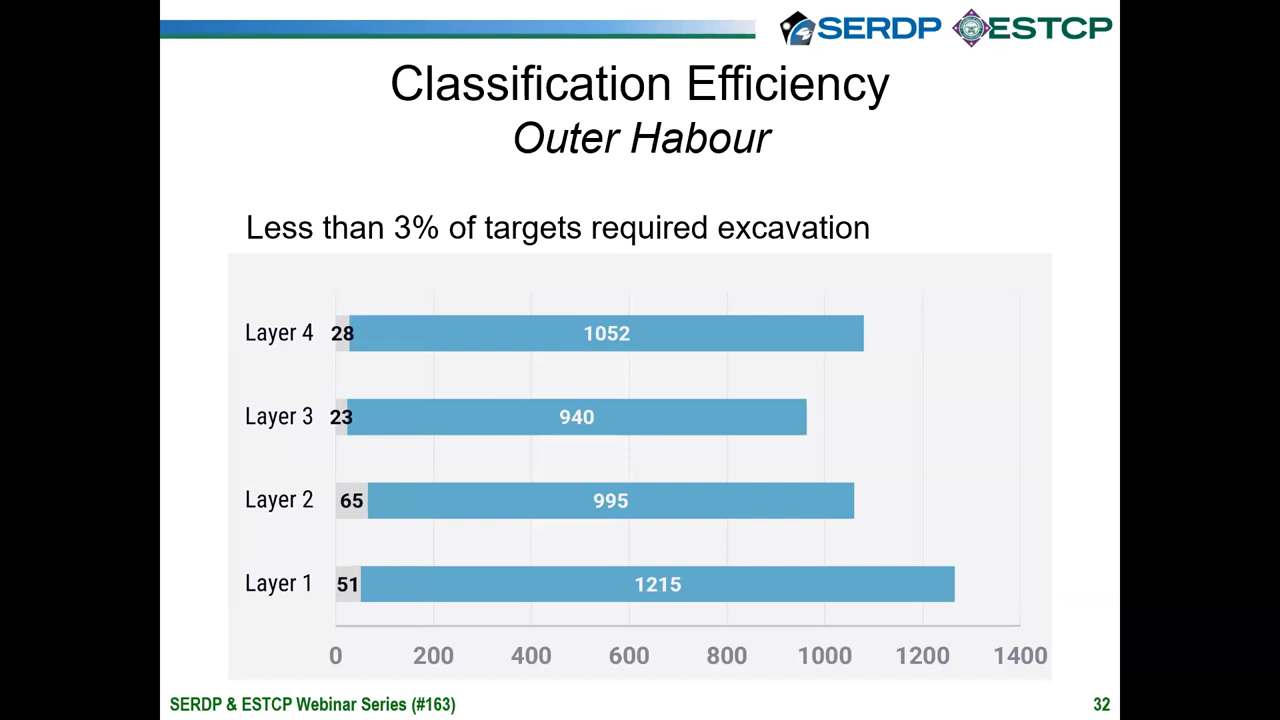 SERDP ESTCP
Classification Efficiency
Outer Habour
Less than 3% of targets required excavation
Layer 4 28 1052
Layer 3 23 940
Layer 2 65 995
Layer 1 51 1215
0 200 400 600 800 1000 1200 1400
SERDP & ESTCP Webinar Series (#163) 32